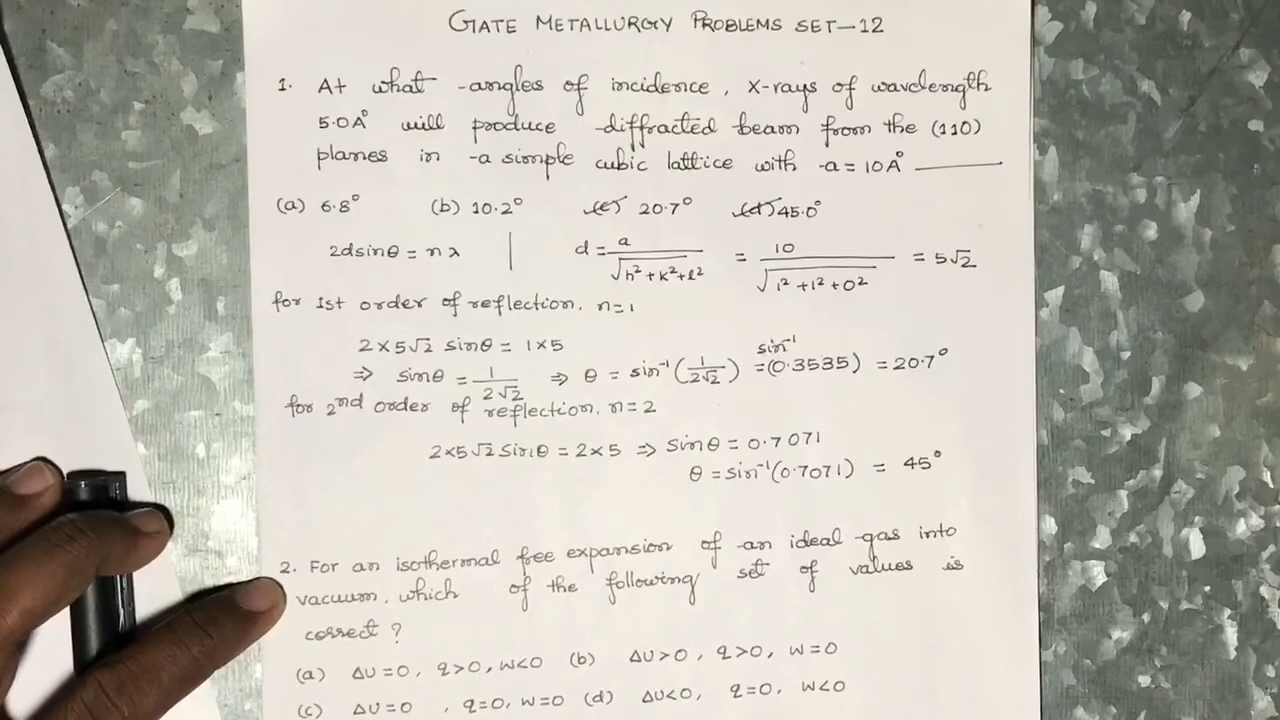 GATE METALLURGY PROBLEMS SET-12
1. At what angles of incidence, X-rays of wavelength
5.0A° will produce diffracted beam from the (110)
planes in a simple cubic lattice with a = 10A° ______
(a) 6.8° (b) 10.2° (c) 20.7° (d) 45.0°
2dsinθ = nλ | d = a/√(h²+k²+l²) = 10/√(1²+1²+0²) = 5√2
for 1st order of reflection. n=1
2×5√2 sinθ = 1×5
⇒ sinθ = 1/(2√2) ⇒ θ = sin⁻¹(1/(2√2)) = sin⁻¹(0.3535) = 20.7°
for 2nd order of reflection. n=2
2×5√2 sinθ = 2×5 ⇒ sinθ = 0.7071
θ = sin⁻¹(0.7071) = 45°
2. For an isothermal free expansion of an ideal gas into
vacuum, which of the following set of values is
correct?
(a) ΔU=0, q>0, W<0 (b) ΔU>0, q>0, W=0
(c) ΔU=0, q=0, W=0 (d) ΔU<0, q=0, W<0